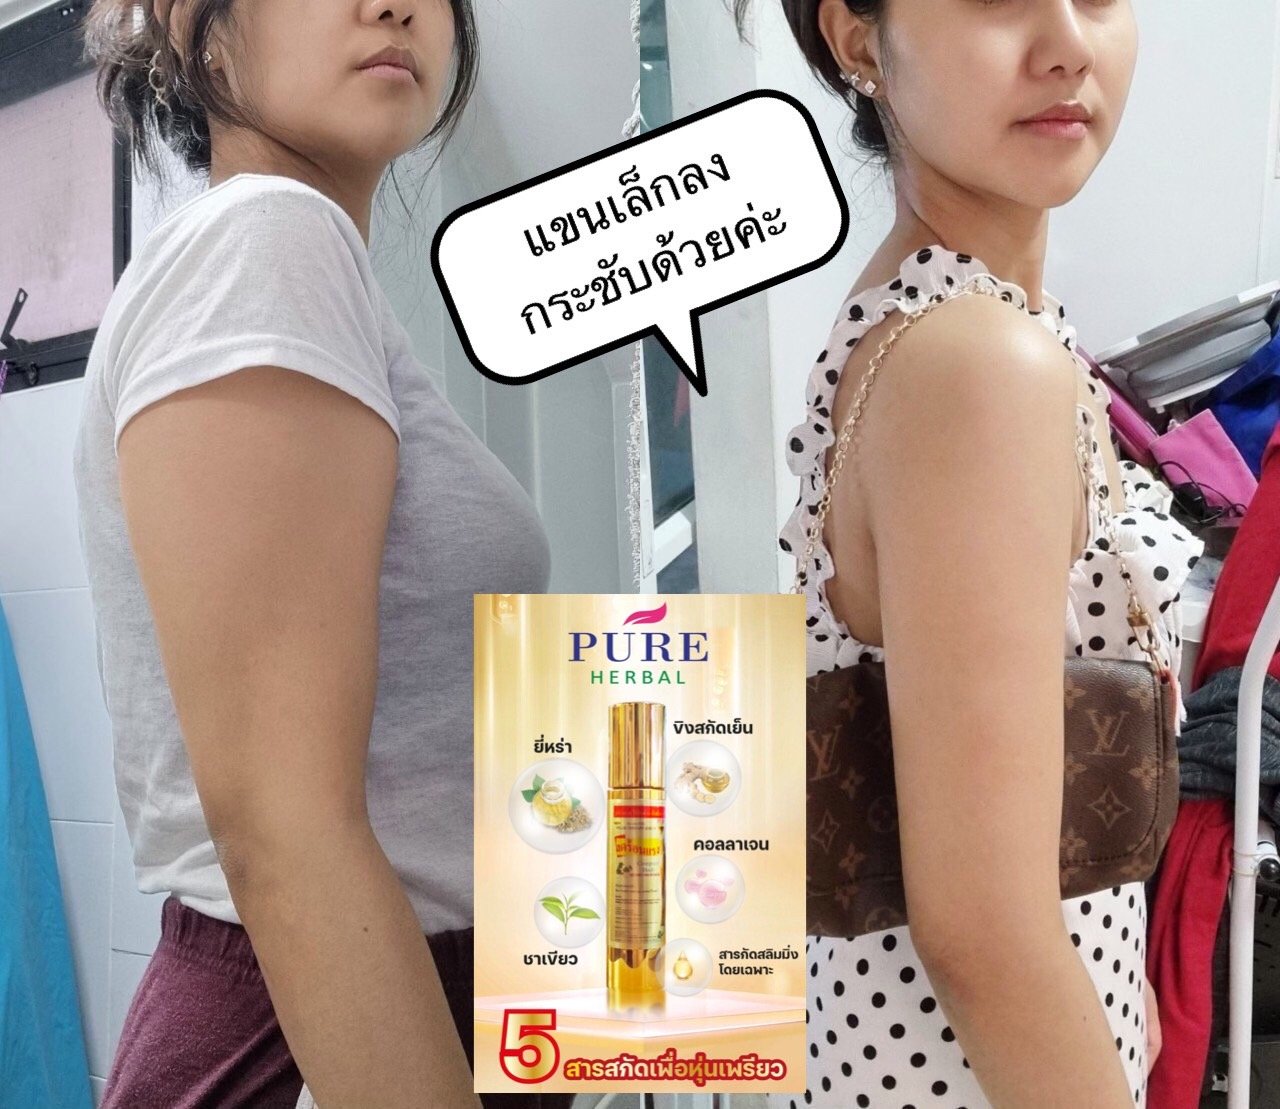 แขนเล็กลง
กระชับด้วยค่ะ
PURE
HERBAL
ยี่หร่า
ขิงสกัดเย็น
คอลลาเจน
ชาเขียว
สารกัดสลิมมิ่ง
โดยเฉพาะ
5 สารสกัดเพื่อหุ่นเพรียว